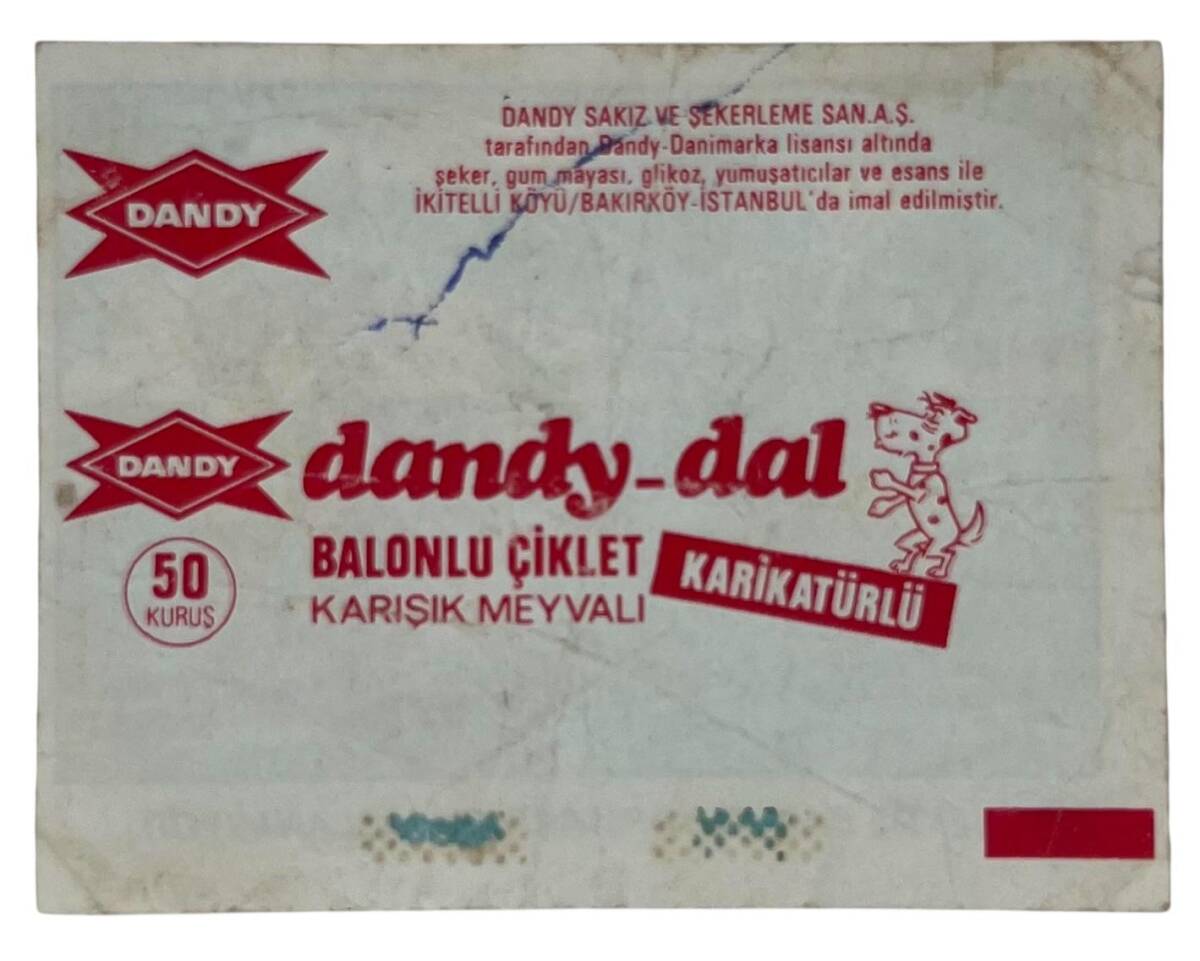 DANDY SAKIZ VE ŞEKERLEME SAN.A.Ş.
tarafından Dandy-Danimarka lisansı altında
şeker, gum mayası, glikoz, yumuşatıcılar ve esans ile
İKİTELLİ KÖYÜ/BAKIRKÖY-İSTANBUL'da imal edilmiştir.
DANDY
DANDY
dandy-dal
BALONLU ÇİKLET
KARIŞIK MEYVALI
KARİKATÜRLÜ
50
KURUŞ